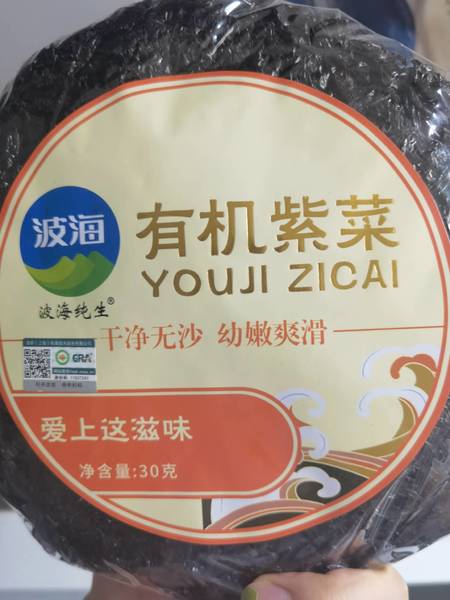 波海
有机紫菜
YOUJI ZICAI
波海纯生®
干净无沙 幼嫩爽滑
爱上这滋味
净含量:30克